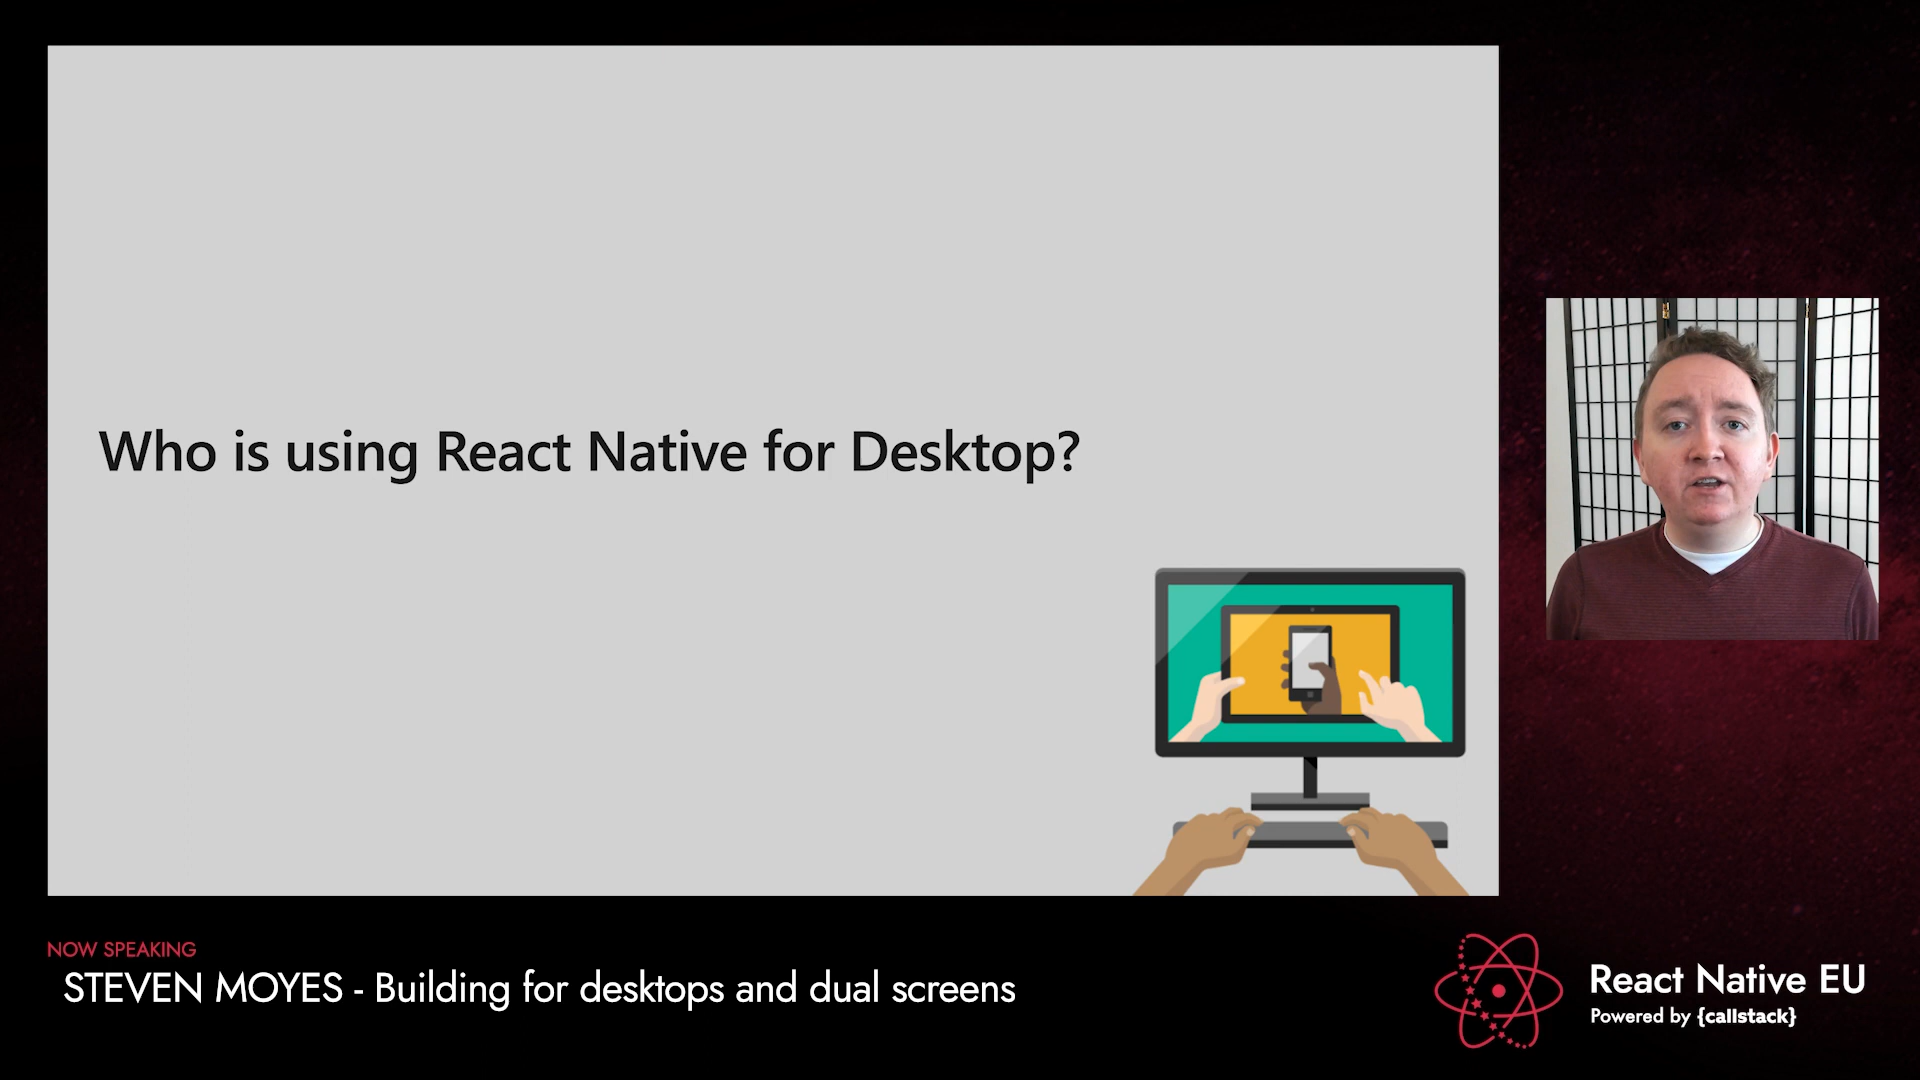 Who is using React Native for Desktop?
NOW SPEAKING
STEVEN MOYES - Building for desktops and dual screens
React Native EU
Powered by {callstack}